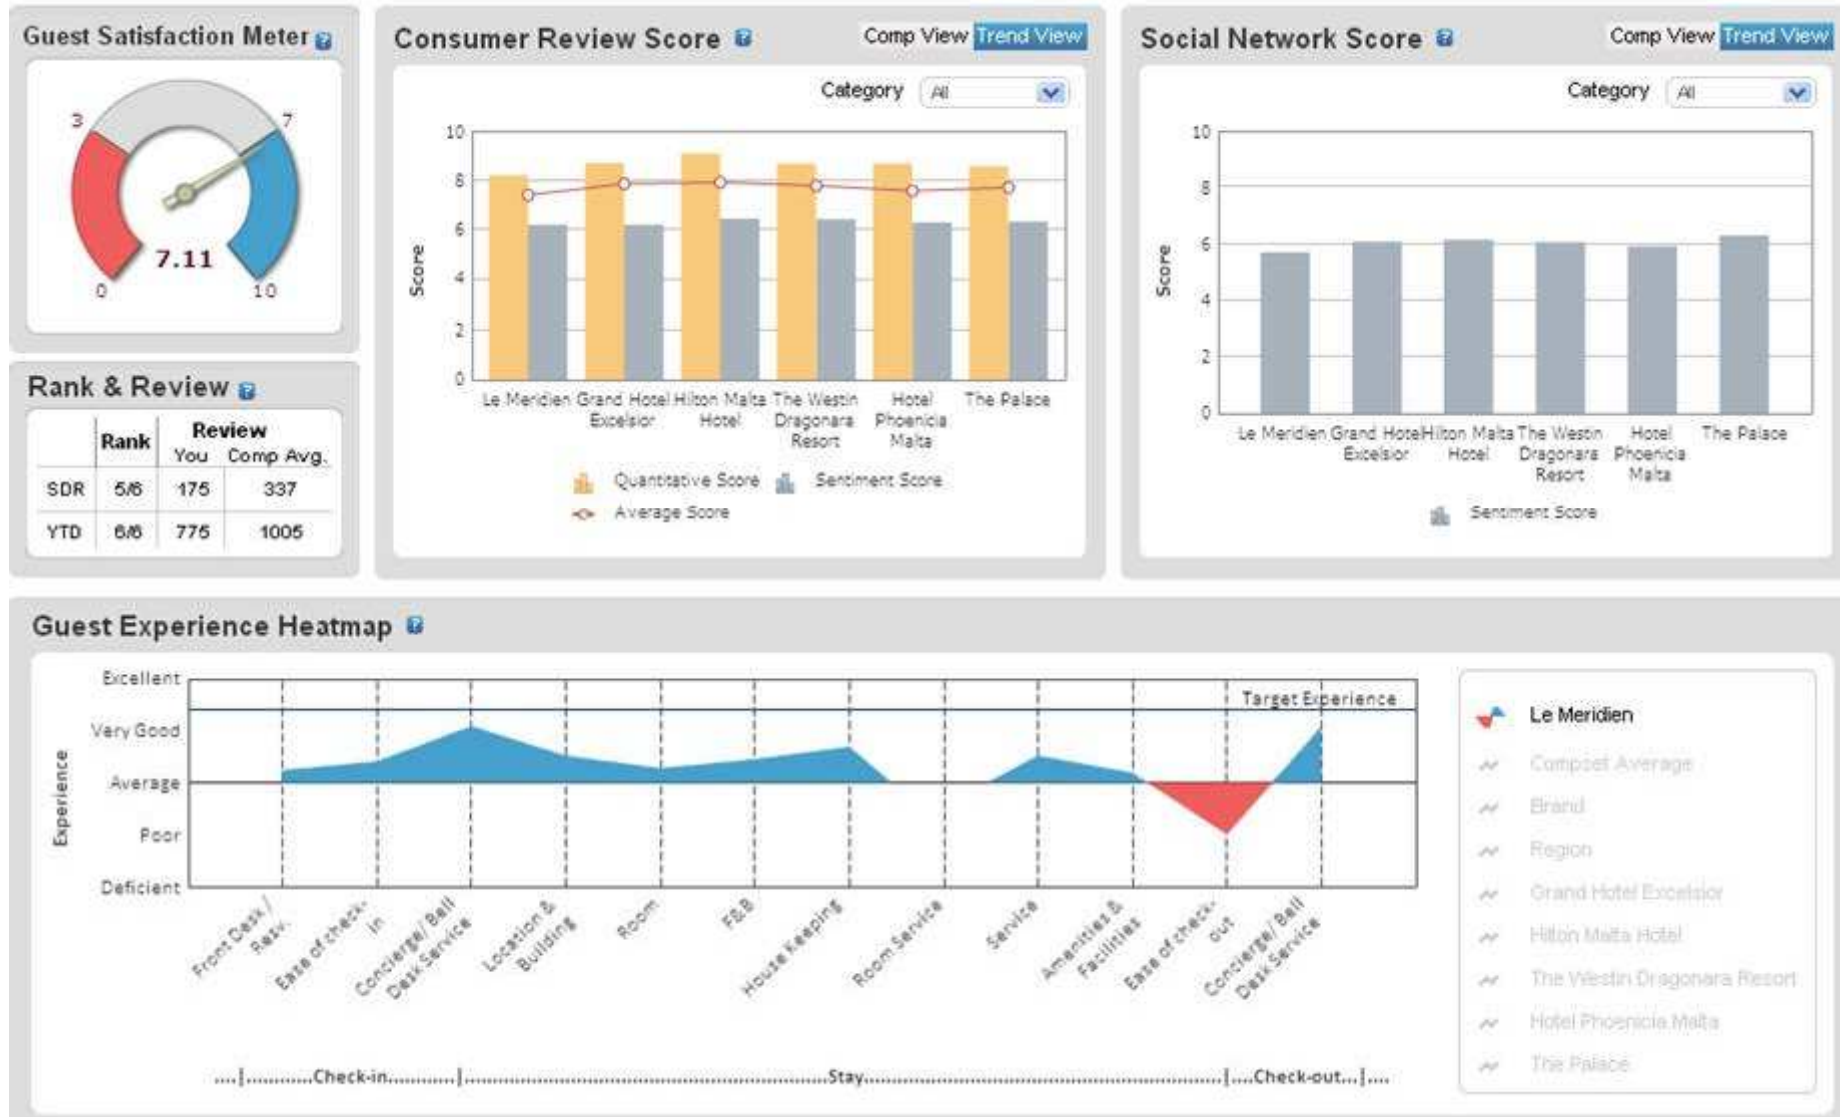 Guest Satisfaction Meter
3
7
7.11
0
10
Rank & Review
Rank Review
You Comp Avg.
SDR 5/6 175 337
YTD 6/6 775 1005
Consumer Review Score
Comp View Trend View
Category All
10
8
6
4
2
0
Score
Le Meridien Grand Hotel Hilton Malta The Westin Hotel The Palace
Excelsior Hotel Dragonara Phoenicia
Resort Malta
Quantitative Score Sentiment Score
Average Score
Social Network Score
Comp View Trend View
Category All
10
8
6
4
2
0
Score
Le Meridien Grand Hotel Hilton Malta The Westin Hotel The Palace
Excelsior Hotel Dragonara Phoenicia
Resort Malta
Sentiment Score
Guest Experience Heatmap
Excellent
Very Good
Average
Poor
Deficient
Experience
Target Experience
Front Desk/
Resv.
Ease of check-
in
Concierge/ Bell
Desk Service
Location &
Building
Room
F&B
House Keeping
Room Service
Service
Amenities &
Facilities
Ease of check-
out
Concierge/ Bell
Desk Service
....|............Check-in............|....................Stay....................|....Check-out...|....
Le Meridien
Compset Average
Brand
Region
Grand Hotel Excelsior
Hilton Malta Hotel
The Westin Dragonara Resort
Hotel Phoenicia Malta
The Palace